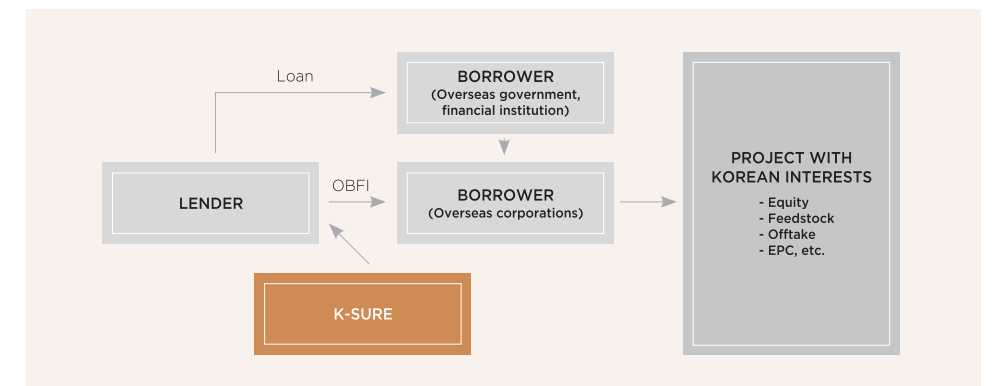 Loan
BORROWER
(Overseas government,
financial institution)
LENDER
OBFI
BORROWER
(Overseas corporations)
K-SURE
PROJECT WITH
KOREAN INTERESTS
- Equity
- Feedstock
- Offtake
- EPC, etc.